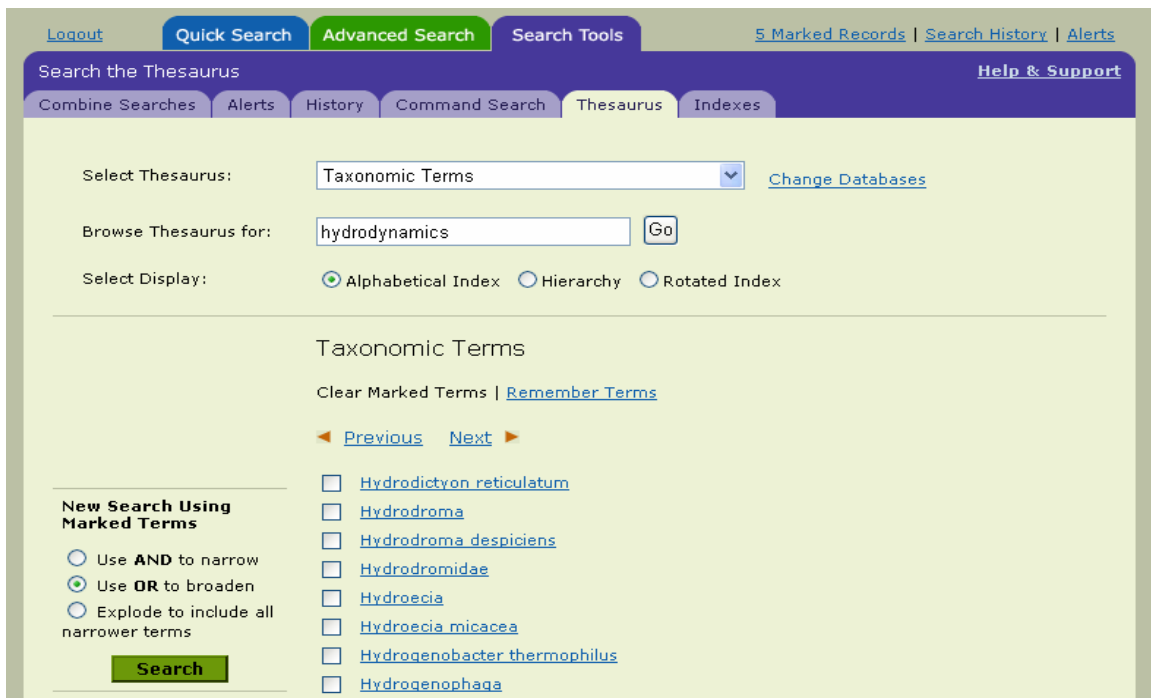 Logout Quick Search Advanced Search Search Tools 5 Marked Records | Search History | Alerts
Search the Thesaurus Help & Support
Combine Searches Alerts History Command Search Thesaurus Indexes
Select Thesaurus: Taxonomic Terms Change Databases
Browse Thesaurus for: hydrodynamics Go
Select Display: Alphabetical Index Hierarchy Rotated Index
Taxonomic Terms
Clear Marked Terms | Remember Terms
Previous Next
Hydrodictyon reticulatum
Hydrodroma
Hydrodroma despiciens
Hydrodromidae
Hydroecia
Hydroecia micacea
Hydrogenobacter thermophilus
Hydrogenophaga
New Search Using
Marked Terms
Use AND to narrow
Use OR to broaden
Explode to include all
narrower terms
Search